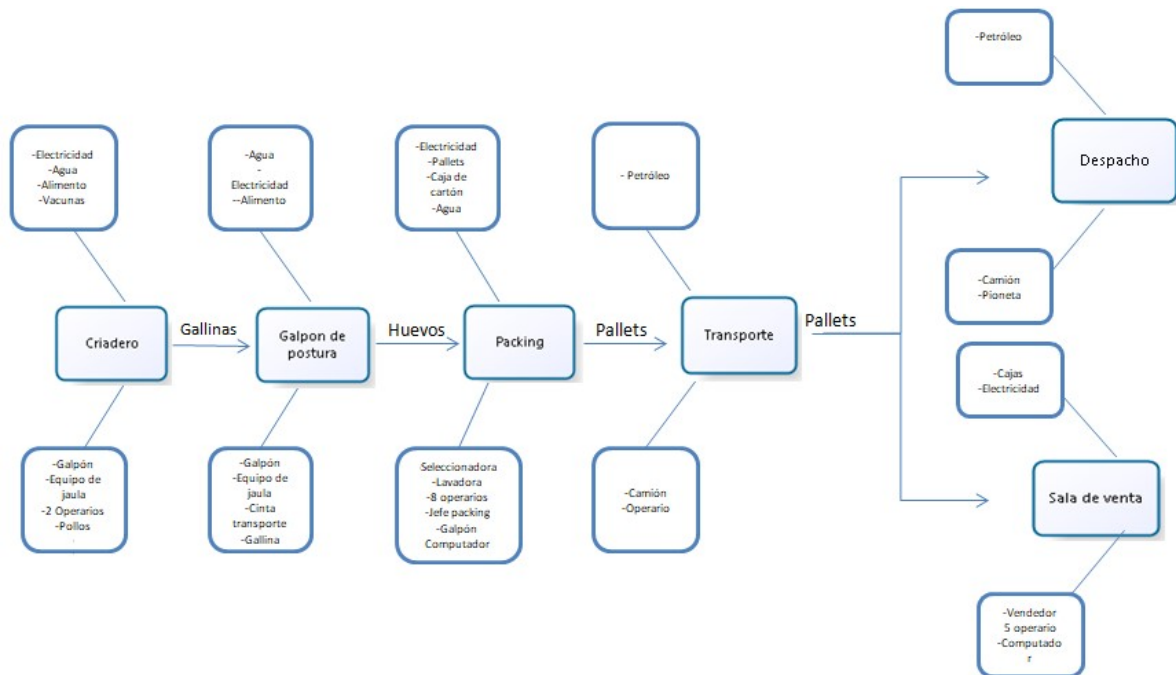 -Petróleo
Despacho
-Camión
-Pioneta
-Electricidad
-Agua
-Alimento
-Vacunas
-Agua
-
Electricidad
--Alimento
-Electricidad
-Pallets
-Caja de
cartón
-Agua
- Petróleo
Criadero
Gallinas
Galpon de
postura
Huevos
Packing
Pallets
Transporte
Pallets
-Cajas
-Electricidad
Sala de venta
-Galpón
-Equipo de
jaula
-2 Operarios
-Pollos
-Galpón
-Equipo de
jaula
-Cinta
transporte
-Gallina
Seleccionadora
-Lavadora
-8 operarios
-Jefe packing
-Galpón
Computador
-Camión
-Operario
-Vendedor
5 operario
-Computado
r